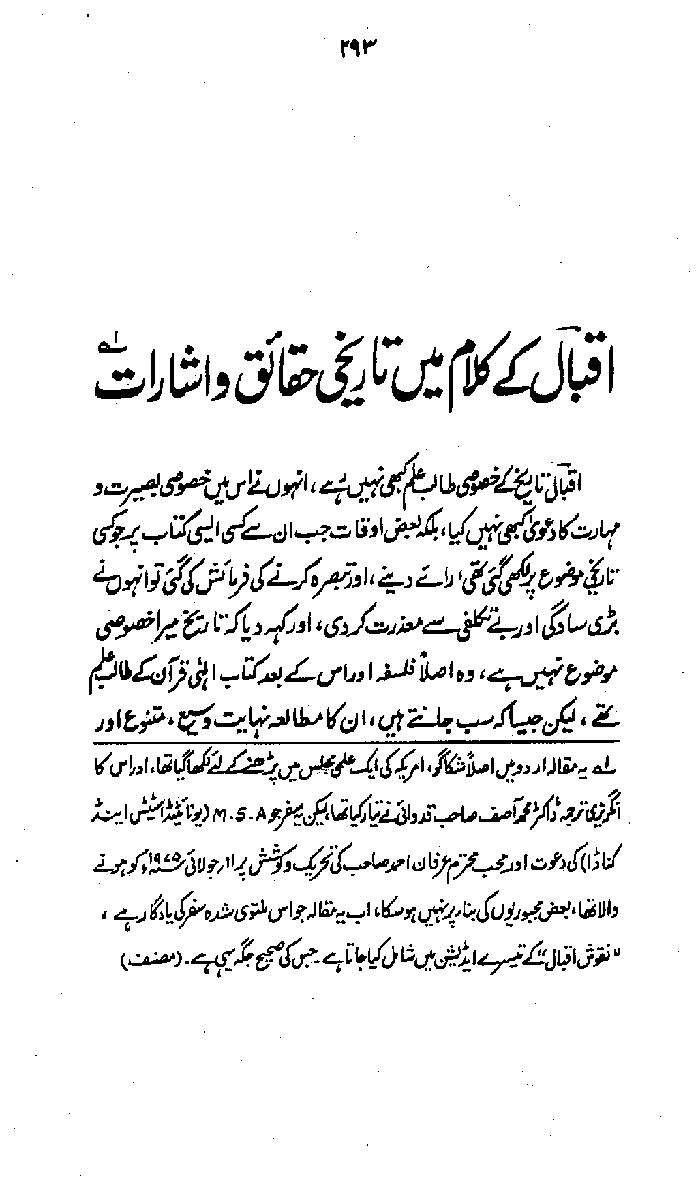 ۲۹۳
اقبالؔ کے کلام میں تاریخی حقائق و اشارات ؂۱
اقبالؔ تاریخ کے خصوصی طالب علم کبھی نہیں رہے، انہوں نے اس میں خصوصی بصیرت و
مہارت کا دعویٰ کبھی نہیں کیا، بلکہ بعض اوقات جب ان سے کسی ایسی کتاب پر جو کسی
تاریخی موضوع پر لکھی گئی تھی، رائے دینے، اور تبصرہ کرنے کی فرمائش کی گئی تو انہوں نے
بڑی سادگی اور بے تکلفی سے معذرت کر دی، اور کہہ دیا کہ تاریخ میرا خصوصی
موضوع نہیں ہے، وہ اصلاً فلسفہ اور اس کے بعد کتاب الٰہی قرآن کے طالب علم
تھے، لیکن جیسا کہ سب جانتے ہیں، ان کا مطالعہ نہایت وسیع، متنوع اور
؂۱ یہ مقالہ اردو میں اصلاً شکاگو، امریکہ کی ایک علمی مجلس میں پڑھنے کے لئے لکھا گیا تھا، اور اس کا
انگریزی ترجمہ ڈاکٹر محمد آصف صاحب قدوائی نے تیار کیا تھا، لیکن یہ سفر جو M.S.A (یونائیٹڈ اسٹیٹس اینڈ
کناڈا) کی دعوت اور محب محترم عرفان احمد صاحب کی تحریک و کوشش پر ۱۱؍جولائی ۱۹۷۵ء کو ہونے
والا تھا، بعض مجبوریوں کی بناء پر نہیں ہو سکا، اب یہ مقالہ جو اس ملتوی شدہ سفر کی یادگار ہے،
"نقوش اقبال" کے تیسرے ایڈیشن میں شامل کیا جاتا ہے۔ جس کی صحیح جگہ یہی ہے۔ (مصنف)